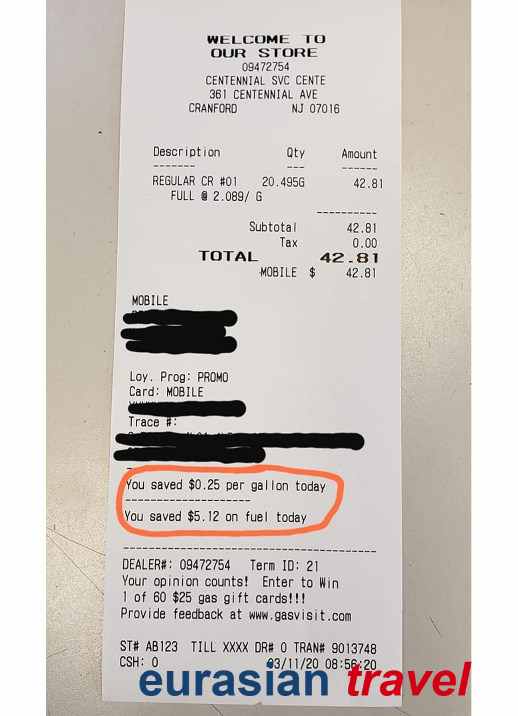 WELCOME TO
OUR STORE
09472754
CENTENNIAL SVC CENTE
361 CENTENNIAL AVE
CRANFORD NJ 07016
Description Qty Amount
REGULAR CR #01 20.495G 42.81
FULL @ 2.089/ G
Subtotal 42.81
Tax 0.00
TOTAL 42.81
MOBILE $ 42.81
MOBILE
Loy. Prog: PROMO
Card: MOBILE
Trace #:
You saved $0.25 per gallon today
You saved $5.12 on fuel today
DEALER#: 09472754 Term ID: 21
Your opinion counts! Enter to Win
1 of 60 $25 gas gift cards!!!
Provide feedback at www.gasvisit.com
ST# AB123 TILL XXXX DR# 0 TRAN# 9013748
CSH: 0 03/11/20 08:56:20
eurasian travel